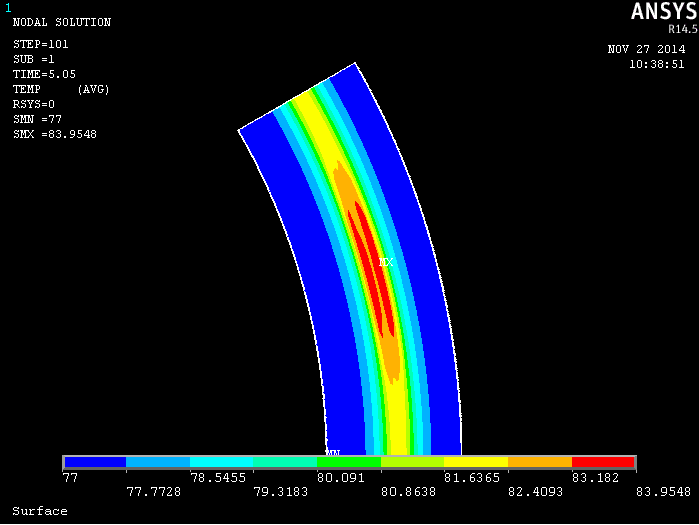 1
NODAL SOLUTION
STEP=101
SUB =1
TIME=5.05
TEMP (AVG)
RSYS=0
SMN =77
SMX =83.9548
ANSYS
R14.5
NOV 27 2014
10:38:51
MX
MN
77 78.5455 80.091 81.6365 83.182
77.7728 79.3183 80.8638 82.4093 83.9548
Surface